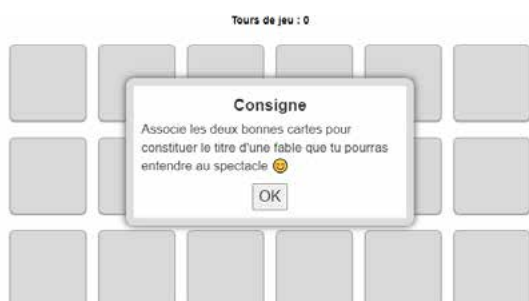 Tours de jeu : 0
Consigne
Associe les deux bonnes cartes pour
constituer le titre d'une fable que tu pourras
entendre au spectacle 😊
OK